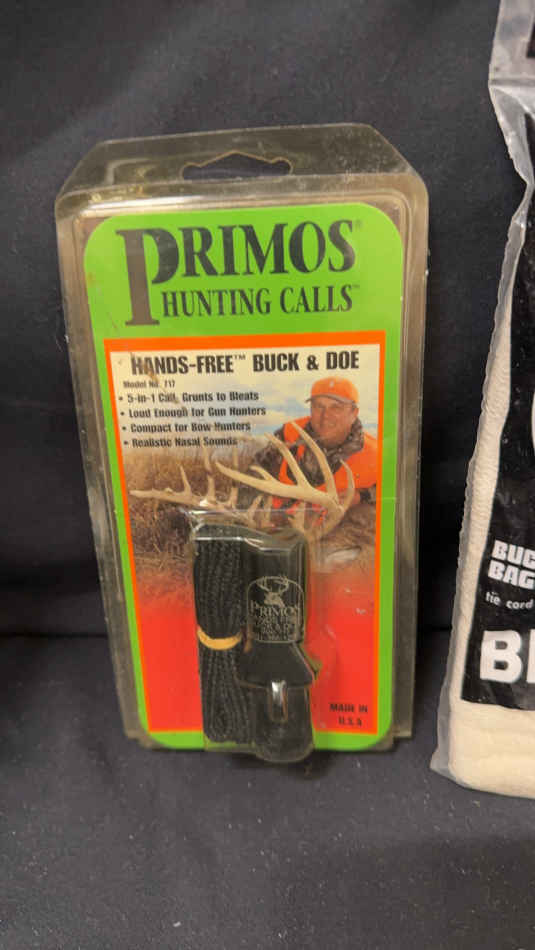 PRIMOS®
HUNTING CALLS™
HANDS-FREE™ BUCK & DOE
Model No. 717
• 5-in-1 Call, Grunts to Bleats
• Loud Enough for Gun Hunters
• Compact for Bow Hunters
• Realistic Nasal Sounds
PRIMOS
MADE IN
U.S.A
BUC
BAG
tie cord
B